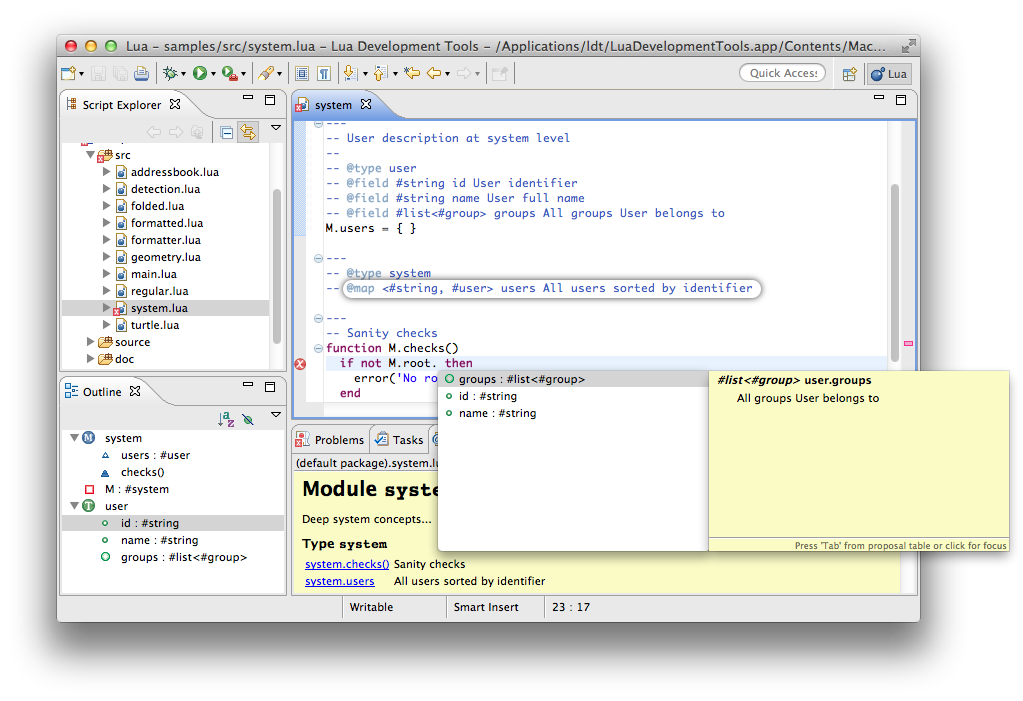 Lua – samples/src/system.lua – Lua Development Tools – /Applications/ldt/LuaDevelopmentTools.app/Contents/Mac...
Quick Access
Lua
Script Explorer
src
addressbook.lua
detection.lua
folded.lua
formatted.lua
formatter.lua
geometry.lua
main.lua
regular.lua
system.lua
turtle.lua
source
doc
Outline
system
users : #user
checks()
M : #system
user
id : #string
name : #string
groups : #list<#group>
system
---
-- User description at system level
--
-- @type user
-- @field #string id User identifier
-- @field #string name User full name
-- @field #list<#group> groups All groups User belongs to
M.users = { }
---
-- @type system
-- @map <#string, #user> users All users sorted by identifier
---
-- Sanity checks
function M.checks()
if not M.root. then
error('No ro
end
groups : #list<#group>
id : #string
name : #string
#list<#group> user.groups
All groups User belongs to
Press 'Tab' from proposal table or click for focus
Problems
Tasks
@
(default package).system.lu
Module syste
Deep system concepts...
Type system
system.checks() Sanity checks
system.users All users sorted by identifier
Writable
Smart Insert
23 : 17